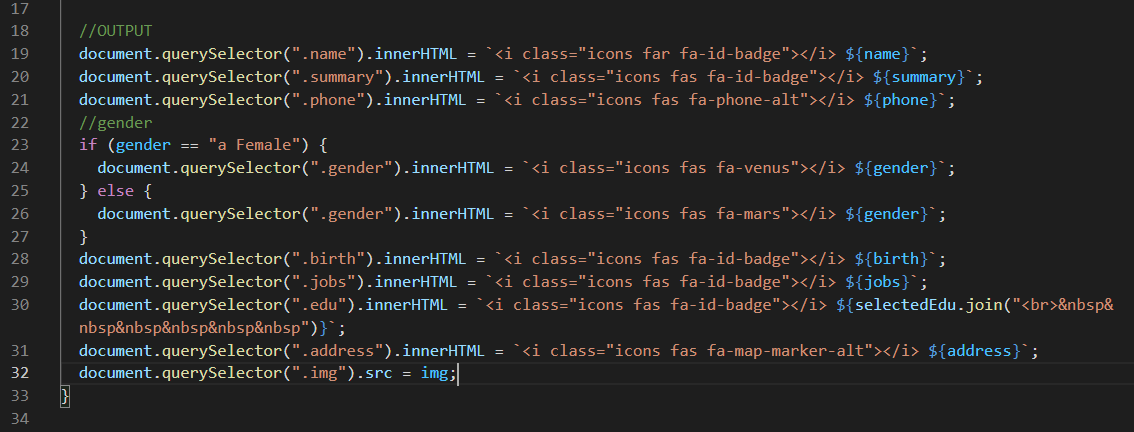 17
18 //OUTPUT
19 document.querySelector(".name").innerHTML = `<i class="icons far fa-id-badge"></i> ${name}`;
20 document.querySelector(".summary").innerHTML = `<i class="icons fas fa-id-badge"></i> ${summary}`;
21 document.querySelector(".phone").innerHTML = `<i class="icons fas fa-phone-alt"></i> ${phone}`;
22 //gender
23 if (gender == "a Female") {
24 document.querySelector(".gender").innerHTML = `<i class="icons fas fa-venus"></i> ${gender}`;
25 } else {
26 document.querySelector(".gender").innerHTML = `<i class="icons fas fa-mars"></i> ${gender}`;
27 }
28 document.querySelector(".birth").innerHTML = `<i class="icons fas fa-id-badge"></i> ${birth}`;
29 document.querySelector(".jobs").innerHTML = `<i class="icons fas fa-id-badge"></i> ${jobs}`;
30 document.querySelector(".edu").innerHTML = `<i class="icons fas fa-id-badge"></i> ${selectedEdu.join("<br>&nbsp&
nbsp&nbsp&nbsp&nbsp&nbsp")}`;
31 document.querySelector(".address").innerHTML = `<i class="icons fas fa-map-marker-alt"></i> ${address}`;
32 document.querySelector(".img").src = img;
33 }
34